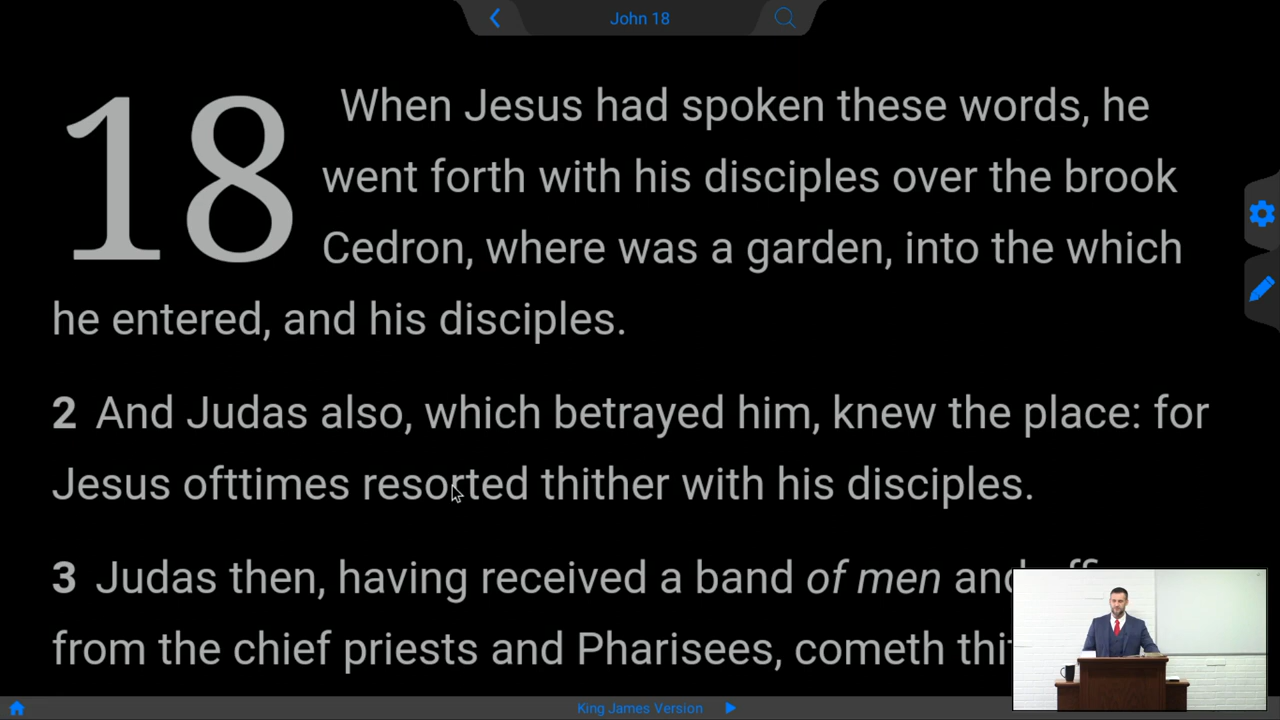 John 18
18 When Jesus had spoken these words, he
went forth with his disciples over the brook
Cedron, where was a garden, into the which
he entered, and his disciples.
2 And Judas also, which betrayed him, knew the place: for
Jesus ofttimes resorted thither with his disciples.
3 Judas then, having received a band of men and
from the chief priests and Pharisees, cometh
King James Version